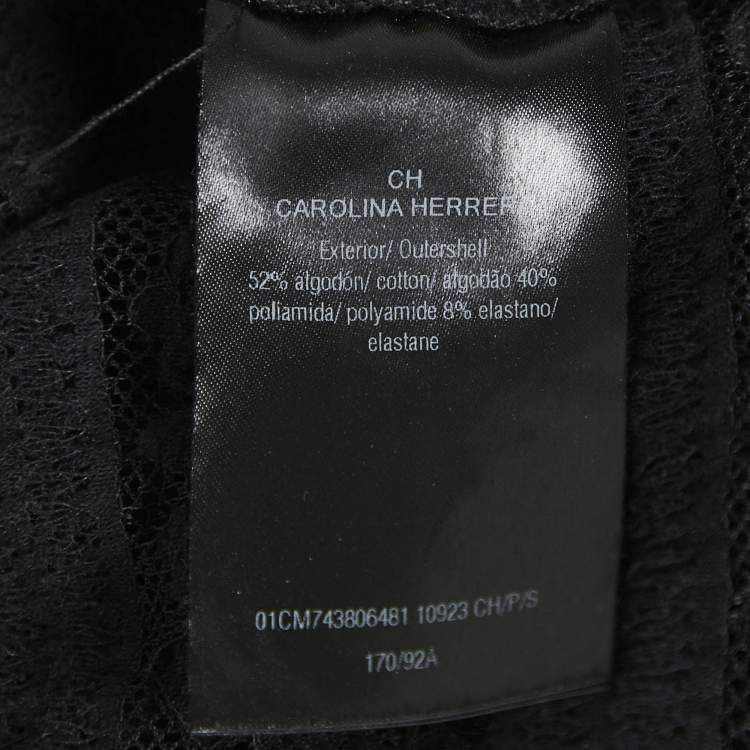 CH
CAROLINA HERRERA
Exterior/ Outershell
52% algodón/ cotton/ algodão 40%
poliamida/ polyamide 8% elastano/
elastane
01CM743806481 10923 CH/P/S
170/92A